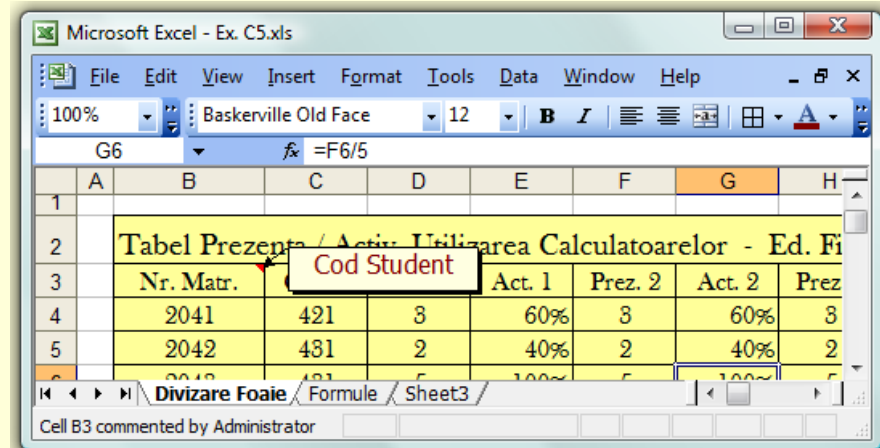 Microsoft Excel - Ex. C5.xls
File Edit View Insert Format Tools Data Window Help
100% Baskerville Old Face 12 B I A
G6 fx =F6/5
A B C D E F G H
1
2 Tabel Prezenta / Activ. Utilizarea Calculatoarelor - Ed. Fi
Cod Student
3 Nr. Matr. Act. 1 Prez. 2 Act. 2 Prez
4 2041 421 3 60% 3 60% 3
5 2042 431 2 40% 2 40% 2
Divizare Foaie / Formule / Sheet3 /
Cell B3 commented by Administrator